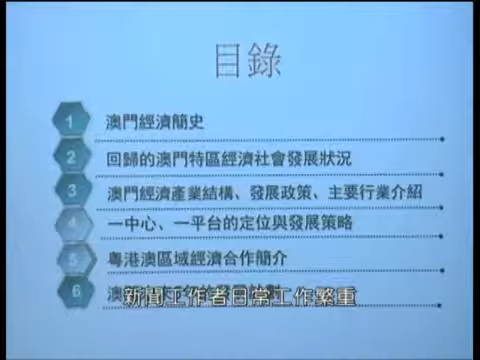 目錄
1 澳門經濟簡史
2 回歸的澳門特區經濟社會發展狀況
3 澳門經濟產業結構、發展政策、主要行業介紹
4 一中心、一平台的定位與發展策略
5 粵港澳區域經濟合作簡介
6 澳
新聞工作者日常工作繁重